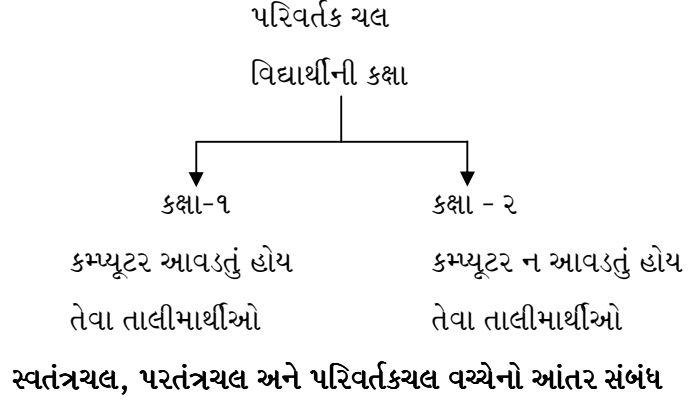 પરિવર્તક ચલ
વિદ્યાર્થીની કક્ષા
કક્ષા-૧
કક્ષા - ૨
કમ્પ્યૂટર આવડતું હોય
કમ્પ્યૂટર ન આવડતું હોય
તેવા તાલીમાર્થીઓ
તેવા તાલીમાર્થીઓ
સ્વતંત્રચલ, પરતંત્રચલ અને પરિવર્તકચલ વચ્ચેનો આંતર સંબંધ